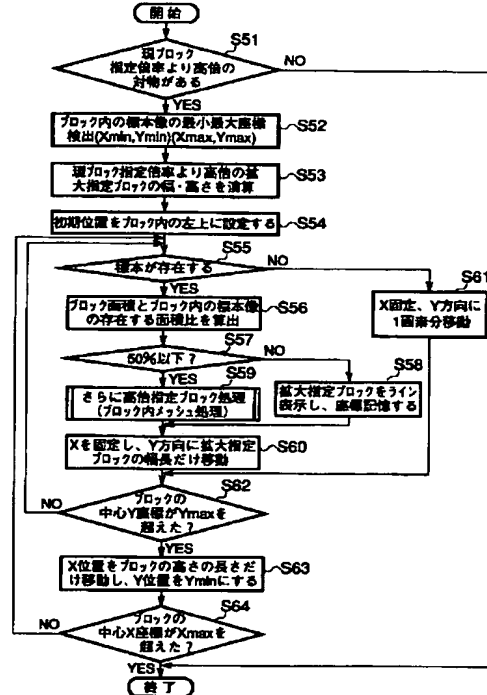 開始
S51
現ブロック
指定倍率より高倍の
対物がある
NO
YES
ブロック内の標本像の最小最大座標
検出(Xmin,Ymin)(Xmax,Ymax)
S52
現ブロック指定倍率より高倍の拡
大指定ブロックの幅・高さを演算
S53
初期位置をブロック内の左上に設定する
S54
S55
標本が存在する
NO
YES
S61
X固定、Y方向に
1画素分移動
ブロック面積とブロック内の標本像
の存在する面積比を算出
S56
S57
50%以下?
NO
YES
S58
拡大指定ブロックをライン
表示し、座標記憶する
S59
さらに高倍指定ブロック処理
(ブロック内メッシュ処理)
Xを固定し、Y方向に拡大指定
ブロックの幅長だけ移動
S60
S62
ブロックの
中心Y座標がYmaxを
超えた?
NO
YES
X位置をブロックの高さの長さだ
け移動し、Y位置をYminにする
S63
S64
ブロックの
中心X座標がXmaxを
超えた?
NO
YES
終了